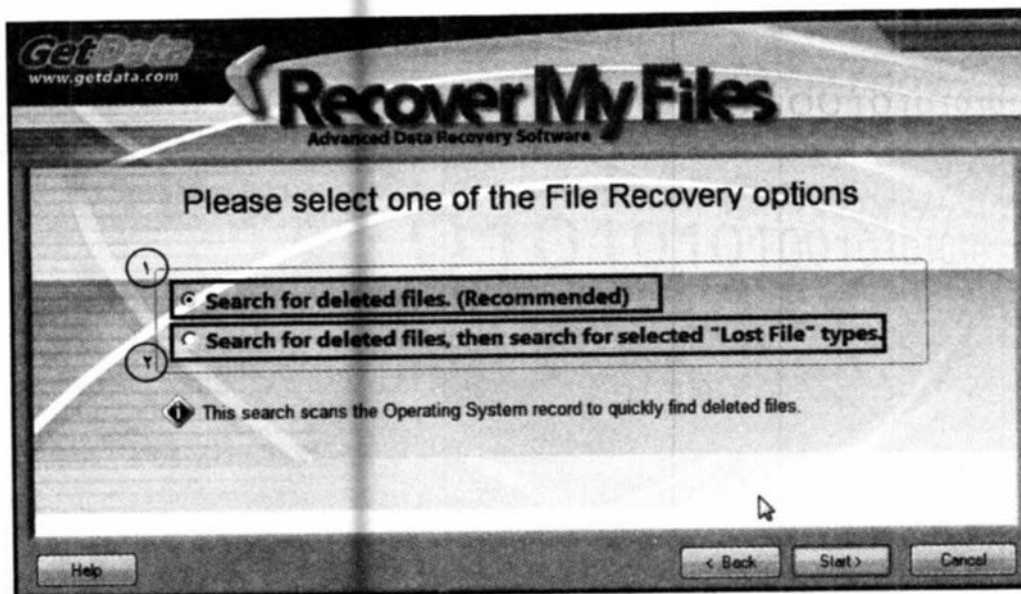 GetData
www.getdata.com
Recover My Files
Advanced Data Recovery Software
Please select one of the File Recovery options
١
Search for deleted files. (Recommended)
Search for deleted files, then search for selected "Lost File" types.
٢
This search scans the Operating System record to quickly find deleted files.
Help
< Back
Start >
Cancel